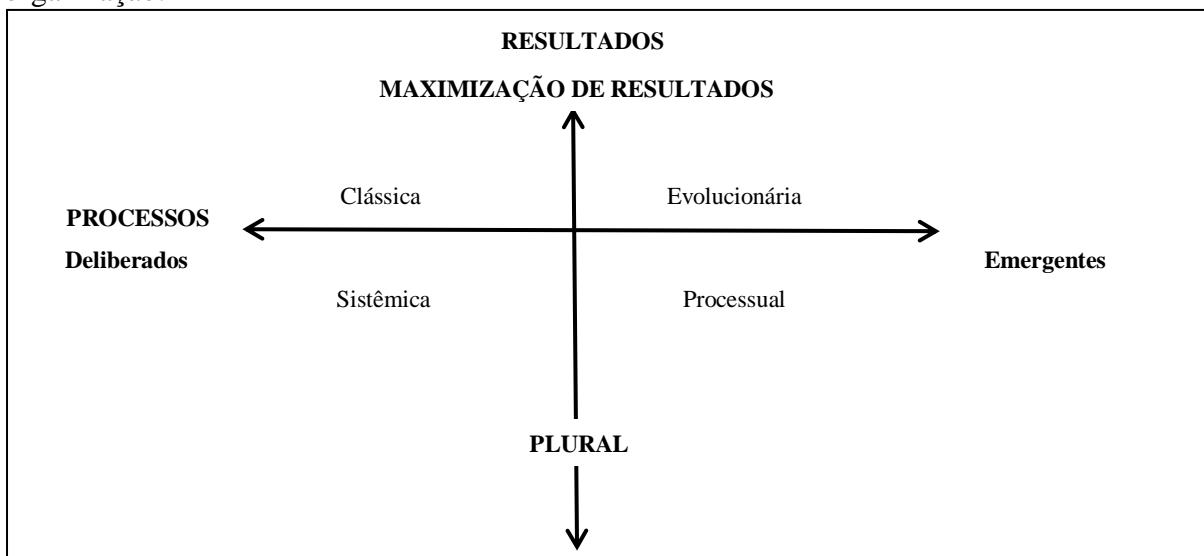 RESULTADOS
MAXIMIZAÇÃO DE RESULTADOS
Clássica
Evolucionária
PROCESSOS
Deliberados
Emergentes
Sistêmica
Processual
PLURAL